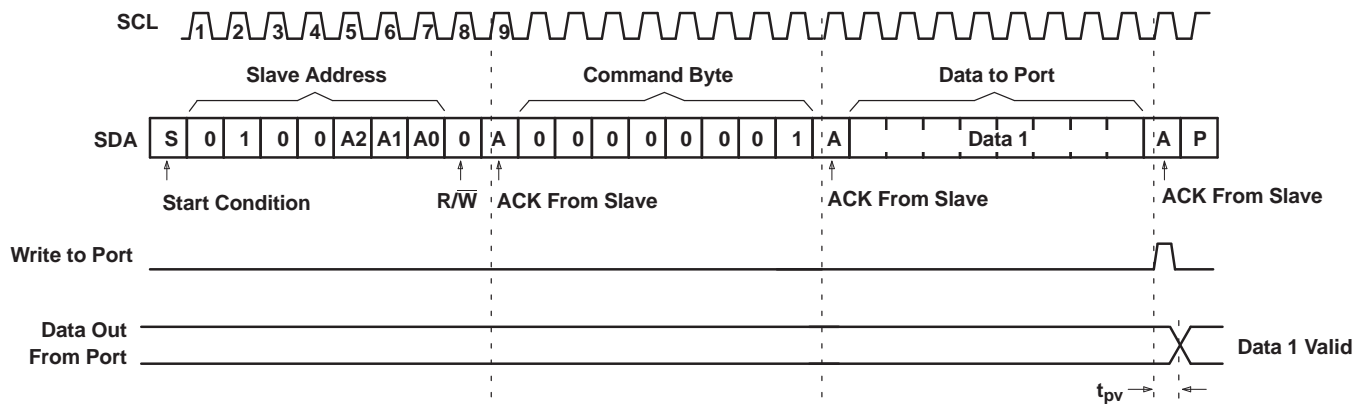 SCL 1 2 3 4 5 6 7 8 9
Slave Address Command Byte Data to Port
SDA S 0 1 0 0 A2 A1 A0 0 A 0 0 0 0 0 0 0 1 A Data 1 A P
Start Condition R/W̅ ACK From Slave ACK From Slave ACK From Slave
Write to Port
Data Out
From Port
Data 1 Valid
tpv